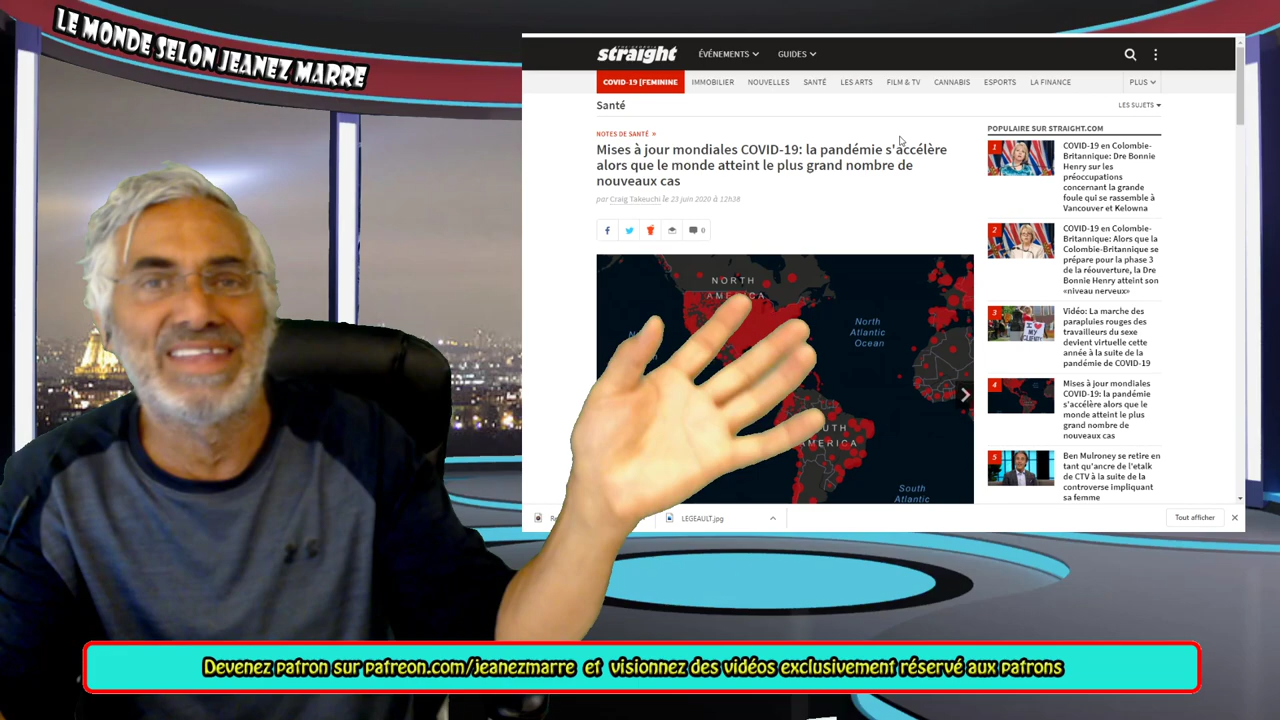 LE MONDE SELON JEANEZ MARRE
straight
ÉVÉNEMENTS
GUIDES
COVID-19 [FEMININE
IMMOBILIER
NOUVELLES
SANTÉ
LES ARTS
FILM & TV
CANNABIS
ESPORTS
LA FINANCE
PLUS
Santé
LES SUJETS
NOTES DE SANTÉ »
Mises à jour mondiales COVID-19: la pandémie s'accélère
alors que le monde atteint le plus grand nombre de
nouveaux cas
par Craig Takeuchi le 23 juin 2020 à 12h38
0
NORTH
AMERICA
North
Atlantic
Ocean
AMERICA
South
Atlantic
POPULAIRE SUR STRAIGHT.COM
1
COVID-19 en Colombie-
Britannique: Dre Bonnie
Henry sur les
préoccupations
concernant la grande
foule qui se rassemble à
Vancouver et Kelowna
2
COVID-19 en Colombie-
Britannique: Alors que la
Colombie-Britannique se
prépare pour la phase 3
de la réouverture, la Dre
Bonnie Henry atteint son
«niveau nerveux»
3
Vidéo: La marche des
parapluies rouges des
travailleurs du sexe
devient virtuelle cette
année à la suite de la
pandémie de COVID-19
4
Mises à jour mondiales
COVID-19: la pandémie
s'accélère alors que le
monde atteint le plus
grand nombre de
nouveaux cas
5
Ben Mulroney se retire en
tant qu'ancre de l'etalk
de CTV à la suite de la
controverse impliquant
sa femme
LEGEAULT.jpg
Tout afficher
Devenez patron sur patreon.com/jeanezmarre et visionnez des vidéos exclusivement réservé aux patrons